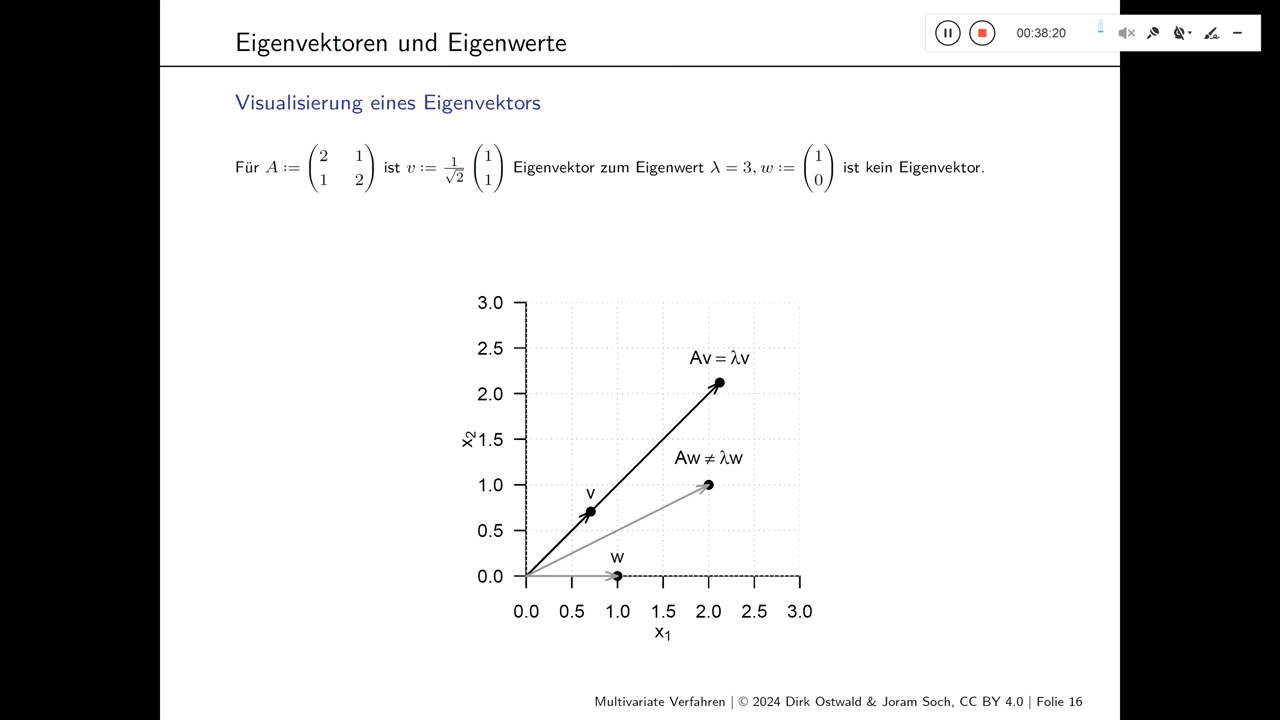 Eigenvektoren und Eigenwerte
00:38:20
Visualisierung eines Eigenvektors
Für A := (2 1; 1 2) ist v := 1/√2 (1; 1) Eigenvektor zum Eigenwert λ = 3, w := (1; 0) ist kein Eigenvektor.
3.0
2.5
2.0
1.5
1.0
0.5
0.0
x₂
Av = λv
Aw ≠ λw
v
w
0.0 0.5 1.0 1.5 2.0 2.5 3.0
x₁
Multivariate Verfahren | © 2024 Dirk Ostwald & Joram Soch, CC BY 4.0 | Folie 16